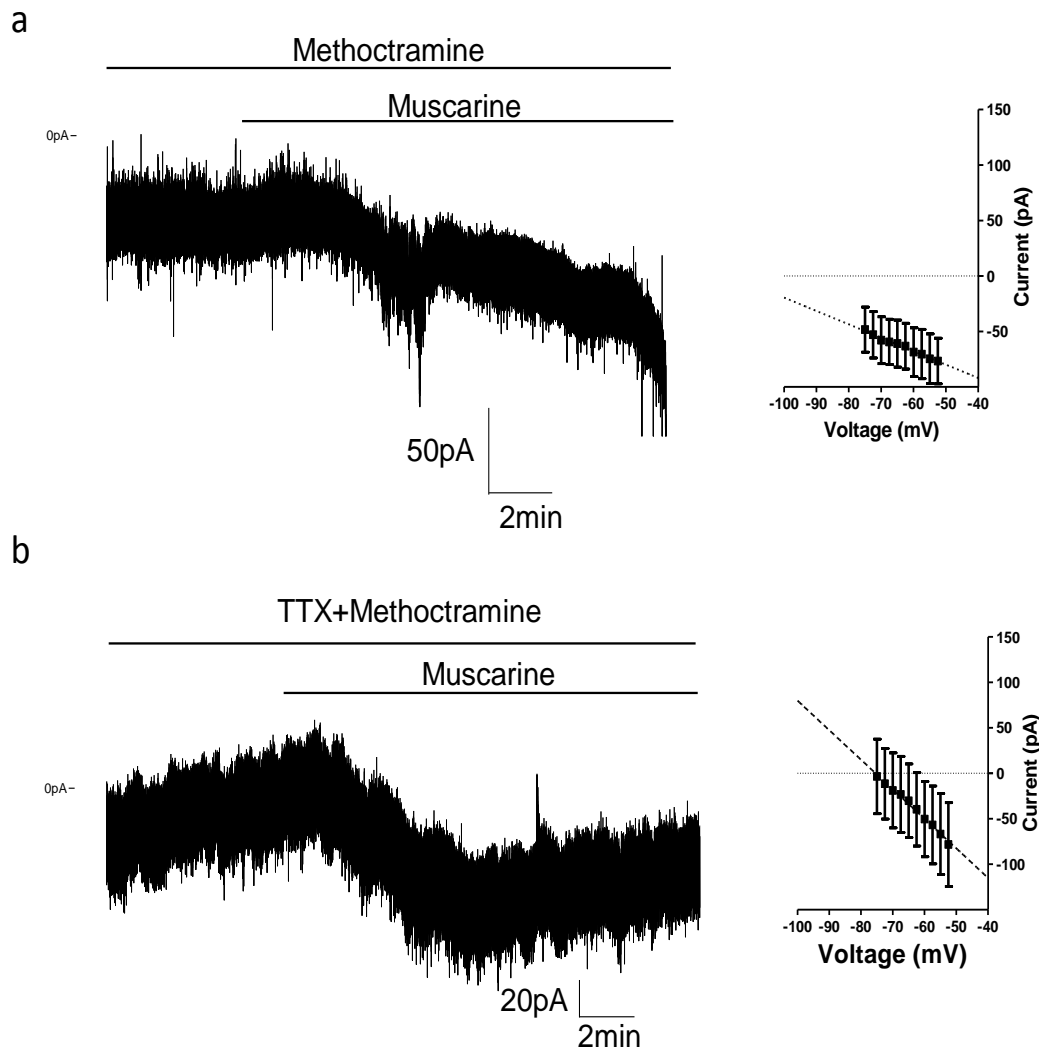 a
Methoctramine
Muscarine
0pA-
50pA
2min
150
100
50
0
-50
Current (pA)
-100 -90 -80 -70 -60 -50 -40
Voltage (mV)
b
TTX+Methoctramine
Muscarine
0pA-
20pA
2min
150
100
50
0
-50
-100
Current (pA)
-100 -90 -80 -70 -60 -50 -40
Voltage (mV)